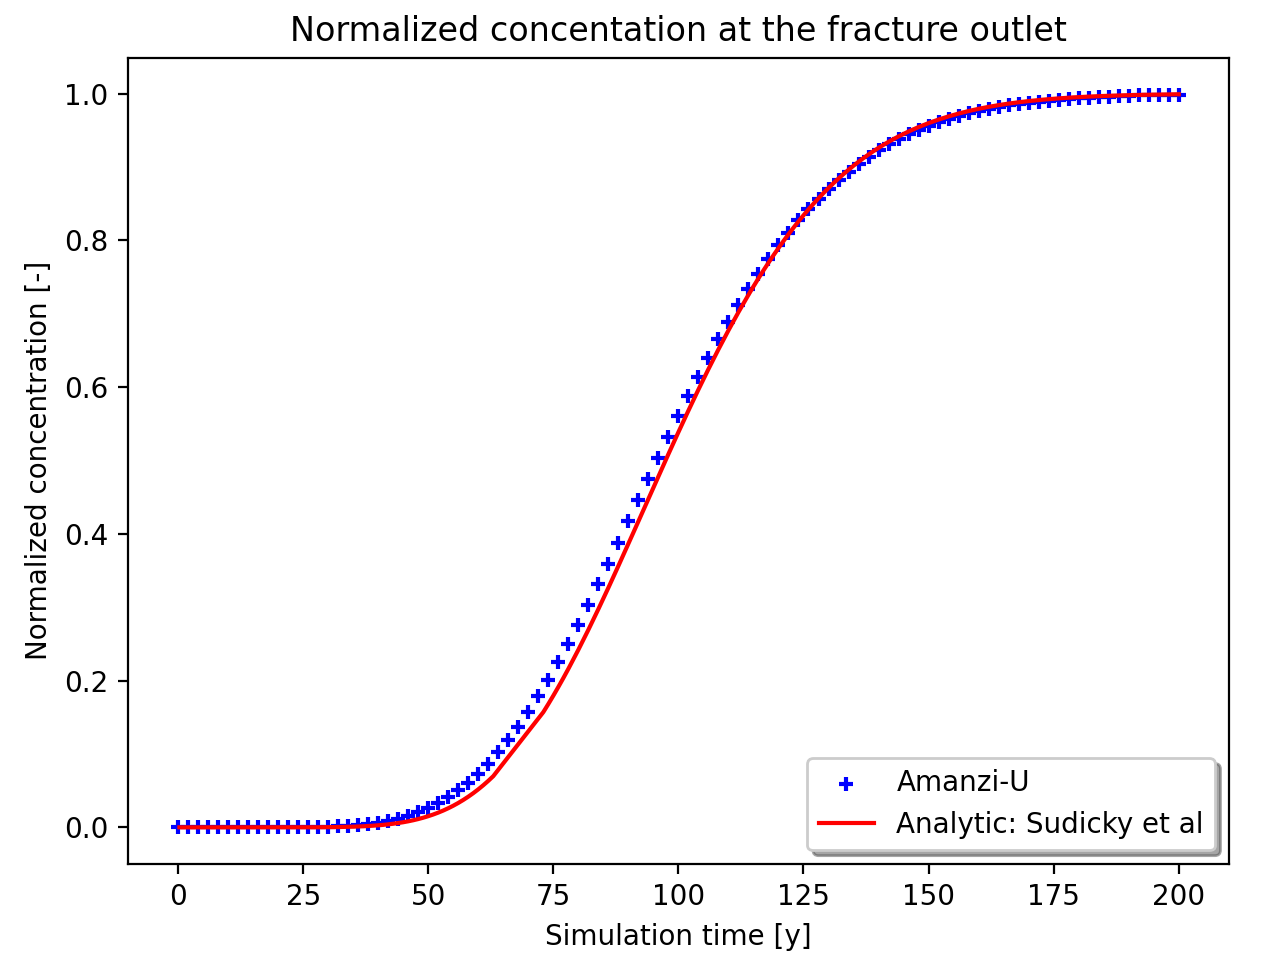 Normalized concentation at the fracture outlet
1.0
0.8
0.6
0.4
0.2
0.0
Normalized concentration [-]
0 25 50 75 100 125 150 175 200
Simulation time [y]
Amanzi-U
Analytic: Sudicky et al